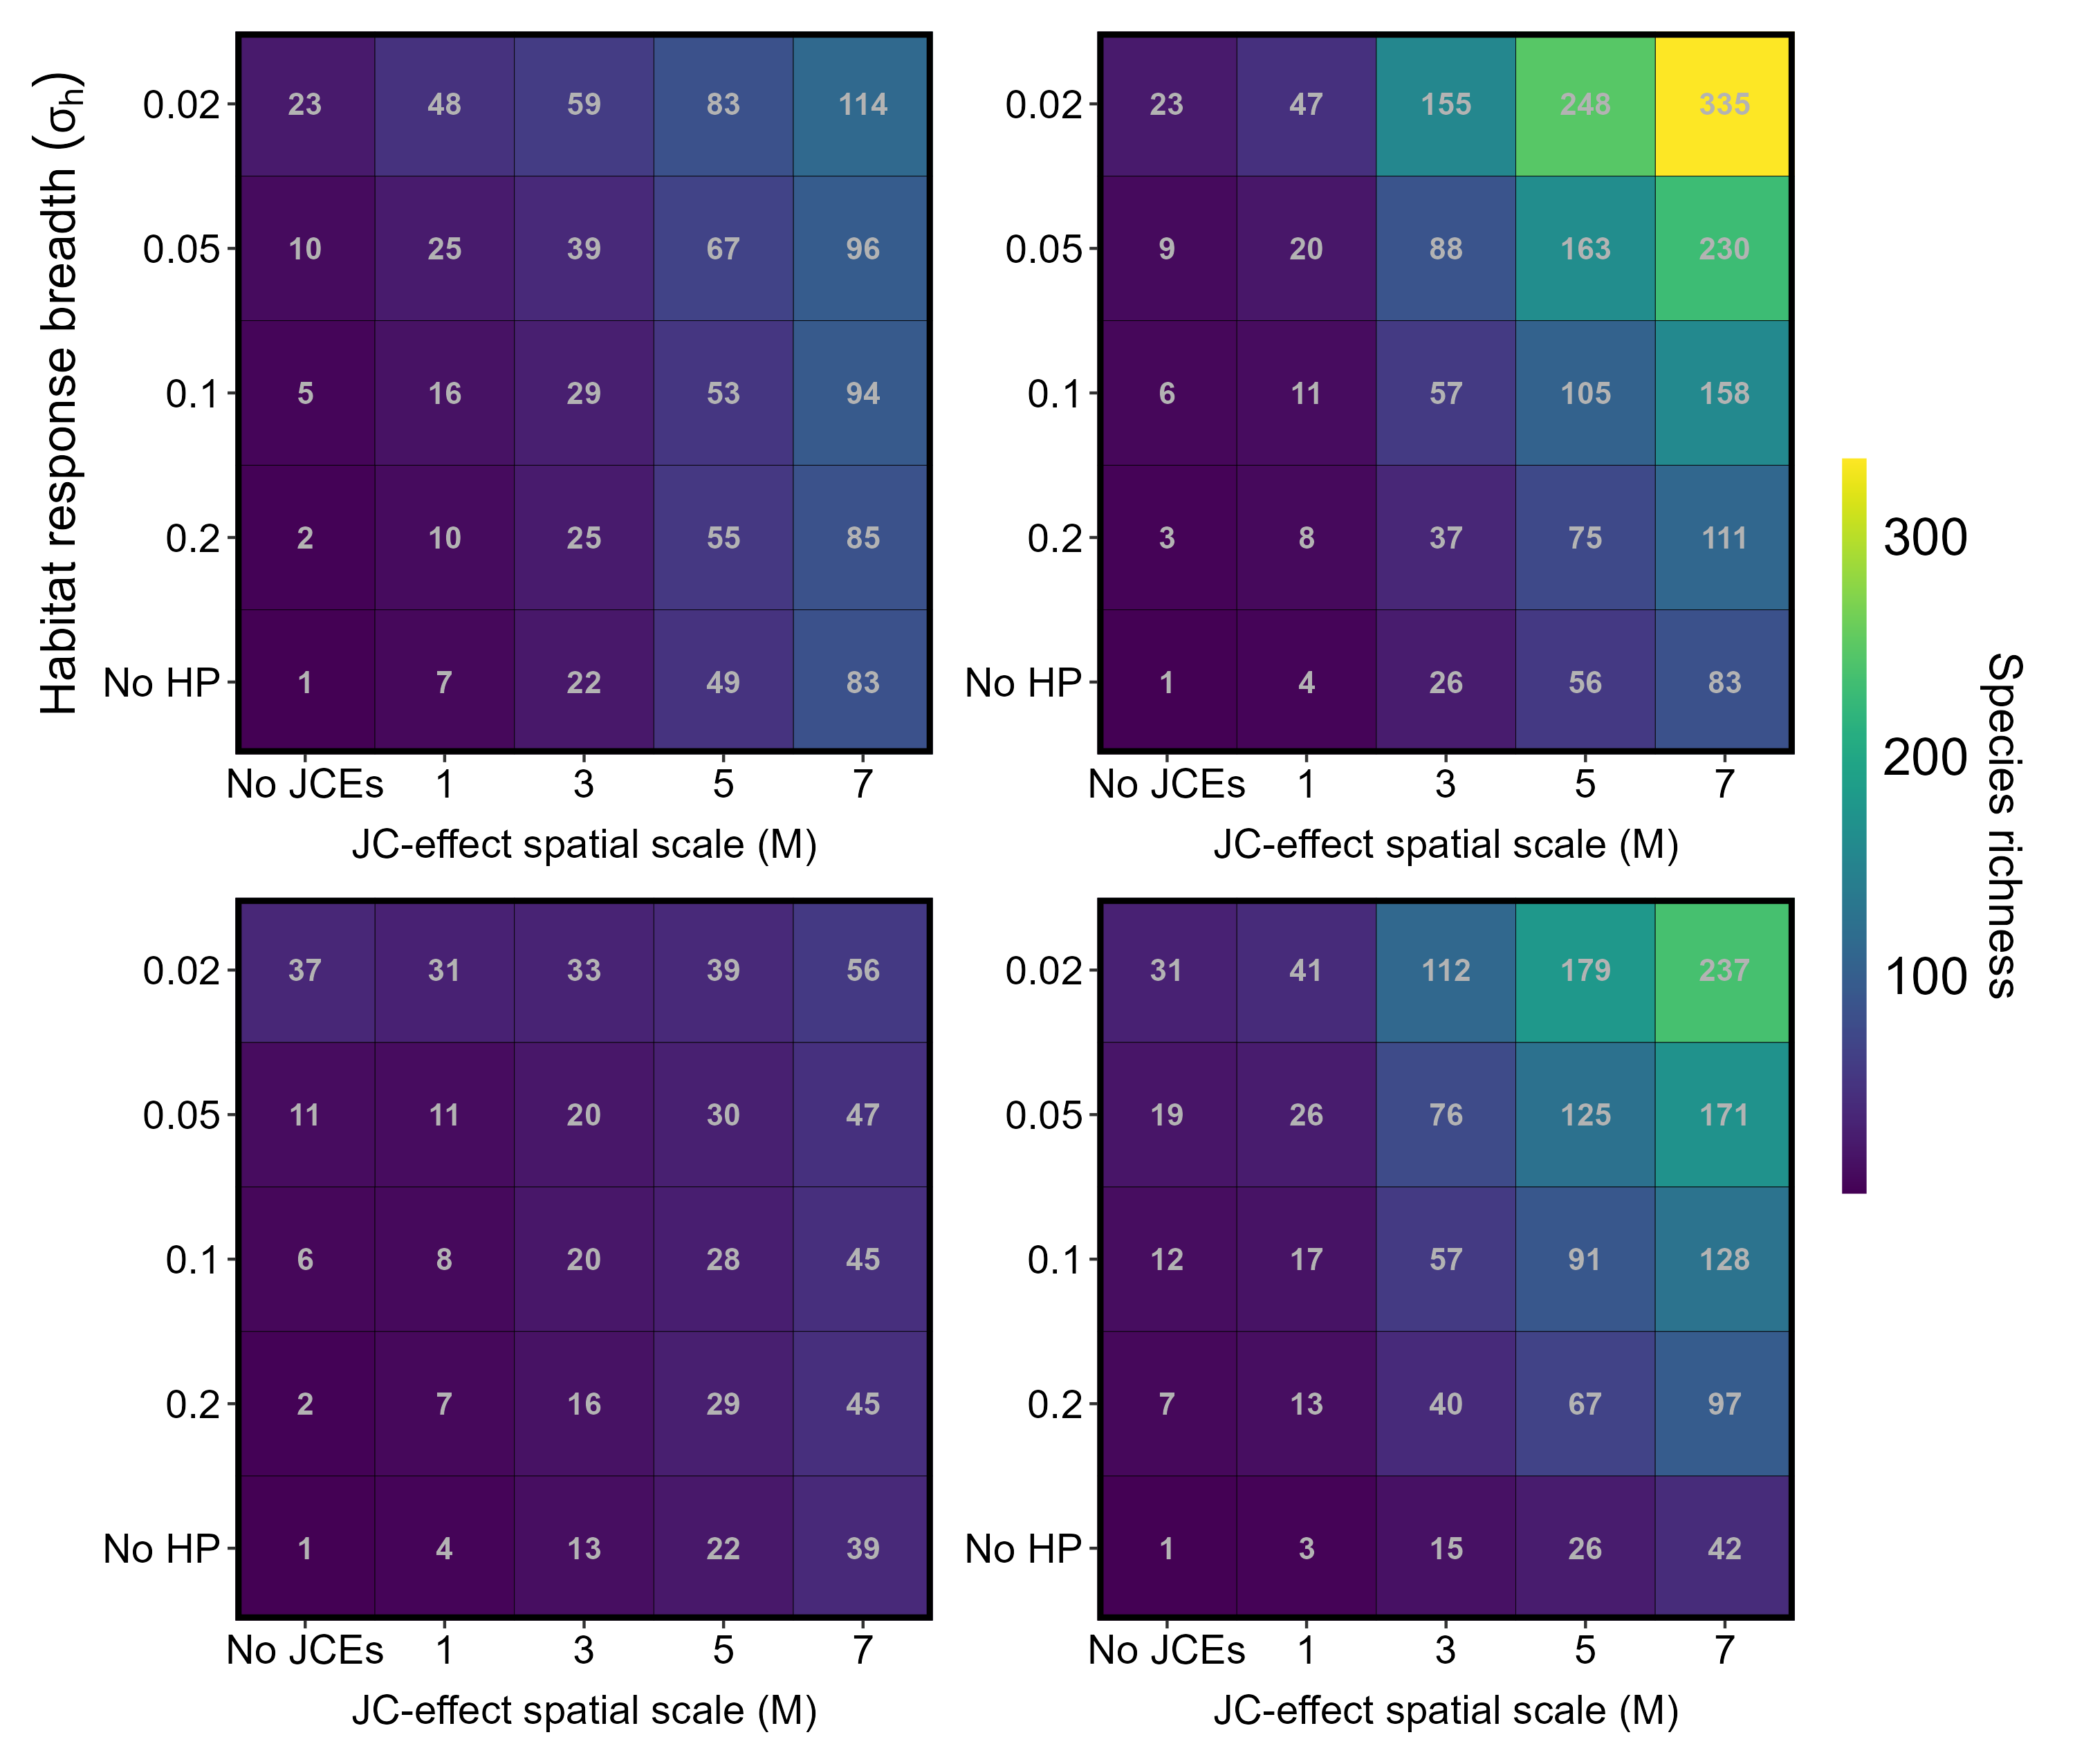 Habitat response breadth (σh)
0.02 23 48 59 83 114
0.05 10 25 39 67 96
0.1 5 16 29 53 94
0.2 2 10 25 55 85
No HP 1 7 22 49 83
No JCEs 1 3 5 7
JC-effect spatial scale (M)
0.02 23 47 155 248 335
0.05 9 20 88 163 230
0.1 6 11 57 105 158
0.2 3 8 37 75 111
No HP 1 4 26 56 83
No JCEs 1 3 5 7
JC-effect spatial scale (M)
0.02 37 31 33 39 56
0.05 11 11 20 30 47
0.1 6 8 20 28 45
0.2 2 7 16 29 45
No HP 1 4 13 22 39
No JCEs 1 3 5 7
JC-effect spatial scale (M)
0.02 31 41 112 179 237
0.05 19 26 76 125 171
0.1 12 17 57 91 128
0.2 7 13 40 67 97
No HP 1 3 15 26 42
No JCEs 1 3 5 7
JC-effect spatial scale (M)
300
200
100
Species richness